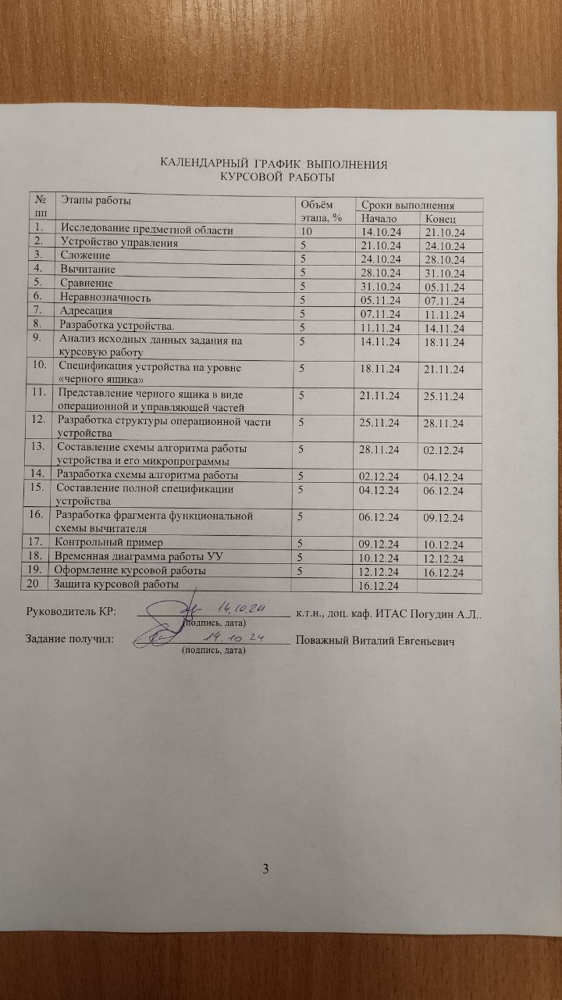 КАЛЕНДАРНЫЙ ГРАФИК ВЫПОЛНЕНИЯ
КУРСОВОЙ РАБОТЫ
№ пп Этапы работы Объём этапа, % Сроки выполнения
Начало Конец
1. Исследование предметной области 10 14.10.24 21.10.24
2. Устройство управления 5 21.10.24 24.10.24
3. Сложение 5 24.10.24 28.10.24
4. Вычитание 5 28.10.24 31.10.24
5. Сравнение 5 31.10.24 05.11.24
6. Неравнозначность 5 05.11.24 07.11.24
7. Адресация 5 07.11.24 11.11.24
8. Разработка устройства. 5 11.11.24 14.11.24
9. Анализ исходных данных задания на 5 14.11.24 18.11.24
курсовую работу
10. Спецификация устройства на уровне 5 18.11.24 21.11.24
«черного ящика»
11. Представление черного ящика в виде 5 21.11.24 25.11.24
операционной и управляющей частей
12. Разработка структуры операционной части 5 25.11.24 28.11.24
устройства
13. Составление схемы алгоритма работы 5 28.11.24 02.12.24
устройства и его микропрограммы
14. Разработка схемы алгоритма работы 5 02.12.24 04.12.24
15. Составление полной спецификации 5 04.12.24 06.12.24
устройства
16. Разработка фрагмента функциональной 5 06.12.24 09.12.24
схемы вычитателя
17. Контрольный пример 5 09.12.24 10.12.24
18. Временная диаграмма работы УУ 5 10.12.24 12.12.24
19. Оформление курсовой работы 5 12.12.24 16.12.24
20 Защита курсовой работы 16.12.24
Руководитель КР: 14.10.24 к.т.н., доц. каф. ИТАС Погудин А.Л..
(подпись, дата)
Задание получил: 14.10.24 Поважный Виталий Евгеньевич
(подпись, дата)
3